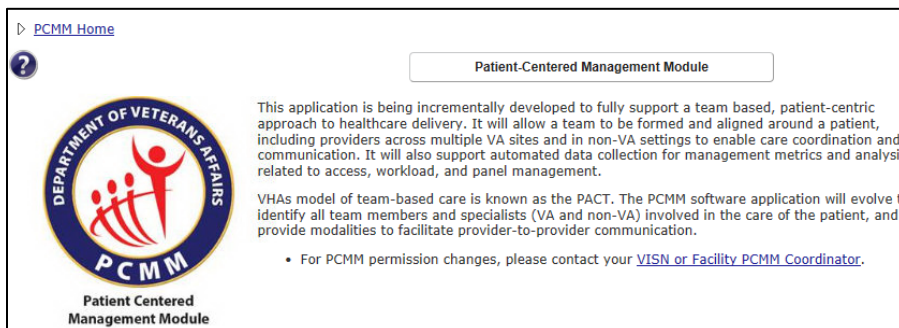 PCMM Home
?
Patient-Centered Management Module
DEPARTMENT OF VETERANS AFFAIRS
PCMM
Patient Centered
Management Module
This application is being incrementally developed to fully support a team based, patient-centric
approach to healthcare delivery. It will allow a team to be formed and aligned around a patient,
including providers across multiple VA sites and in non-VA settings to enable care coordination and
communication. It will also support automated data collection for management metrics and analysi
related to access, workload, and panel management.
VHAs model of team-based care is known as the PACT. The PCMM software application will evolve t
identify all team members and specialists (VA and non-VA) involved in the care of the patient, and
provide modalities to facilitate provider-to-provider communication.
• For PCMM permission changes, please contact your VISN or Facility PCMM Coordinator.